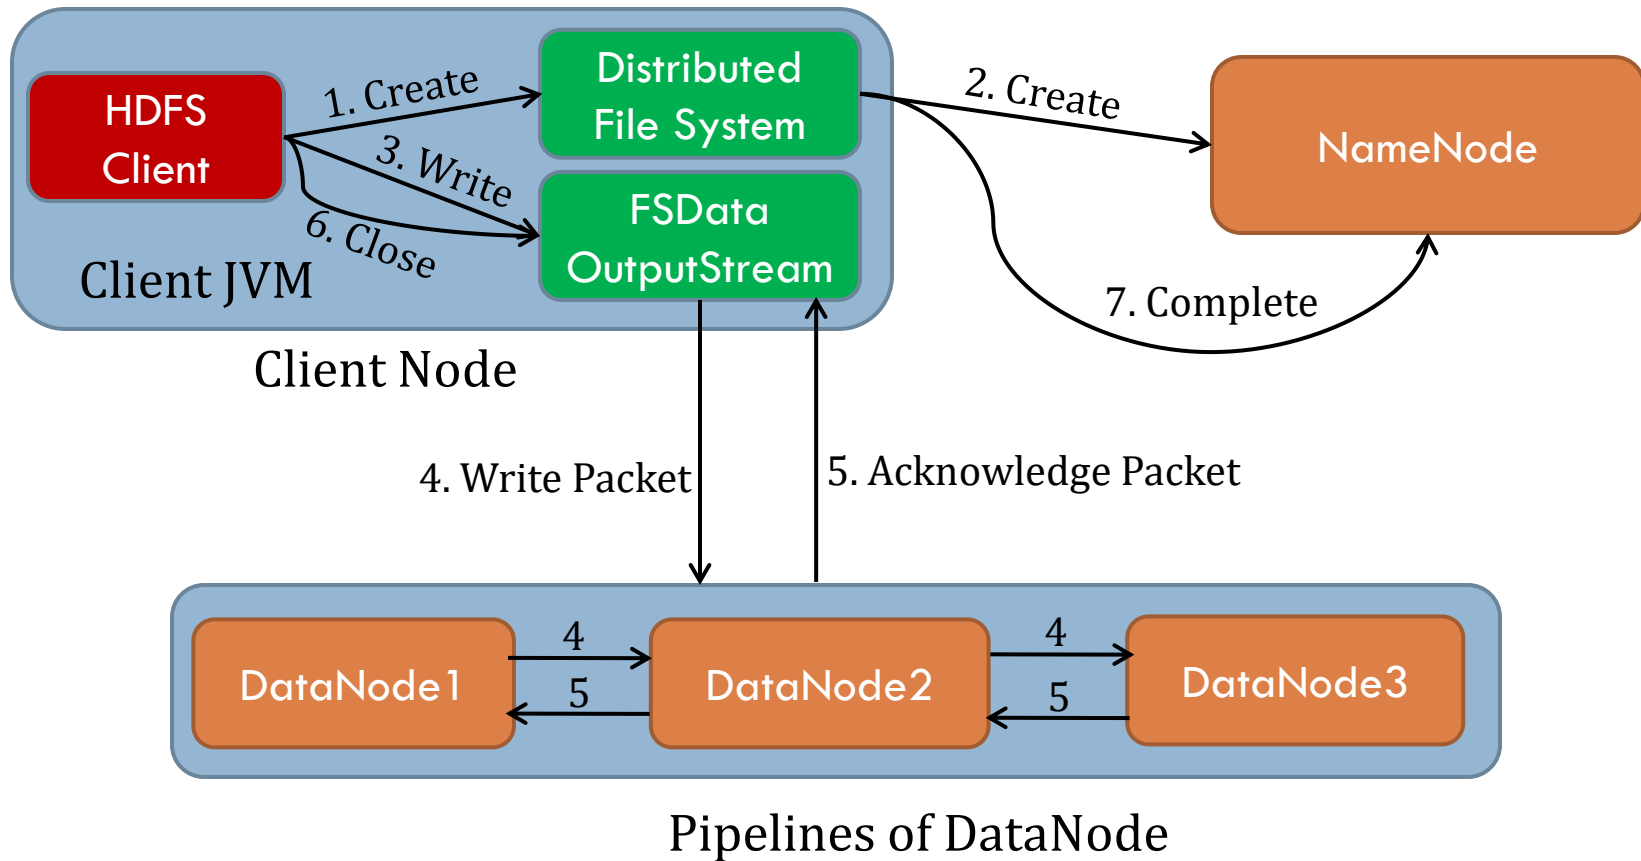 HDFS
Client
1. Create
Distributed
File System
2. Create
NameNode
3. Write
FSData
OutputStream
6. Close
Client JVM
7. Complete
Client Node
4. Write Packet
5. Acknowledge Packet
DataNode1
4
5
DataNode2
4
5
DataNode3
Pipelines of DataNode